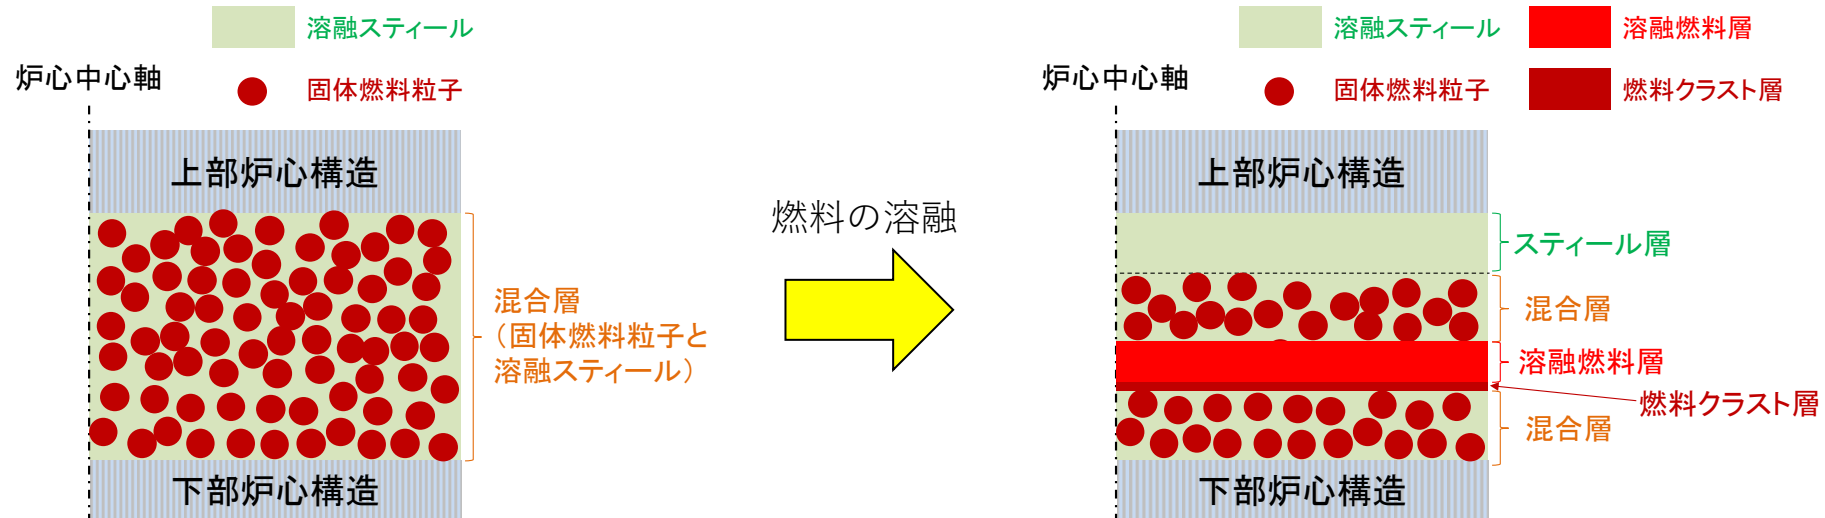 溶融スティール
炉心中心軸
固体燃料粒子
上部炉心構造
混合層
（固体燃料粒子と
溶融スティール）
下部炉心構造
燃料の溶融
溶融スティール
溶融燃料層
炉心中心軸
固体燃料粒子
燃料クラスト層
上部炉心構造
スティール層
混合層
溶融燃料層
燃料クラスト層
混合層
下部炉心構造